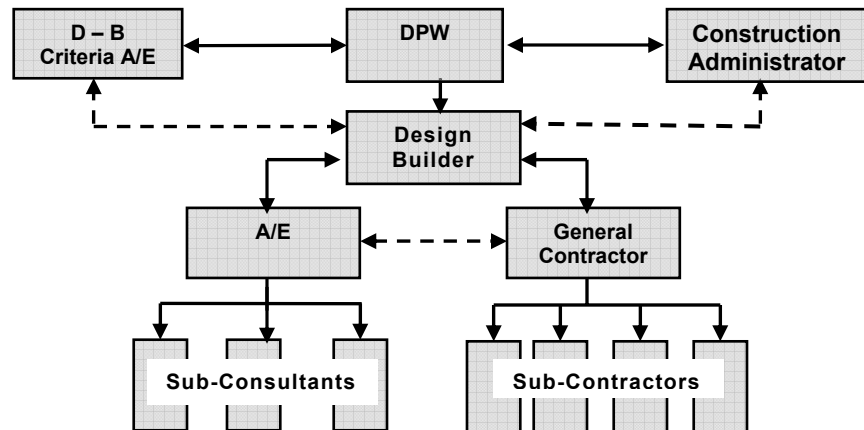 D – B
Criteria A/E
DPW
Construction
Administrator
Design
Builder
A/E
General
Contractor
Sub-Consultants
Sub-Contractors